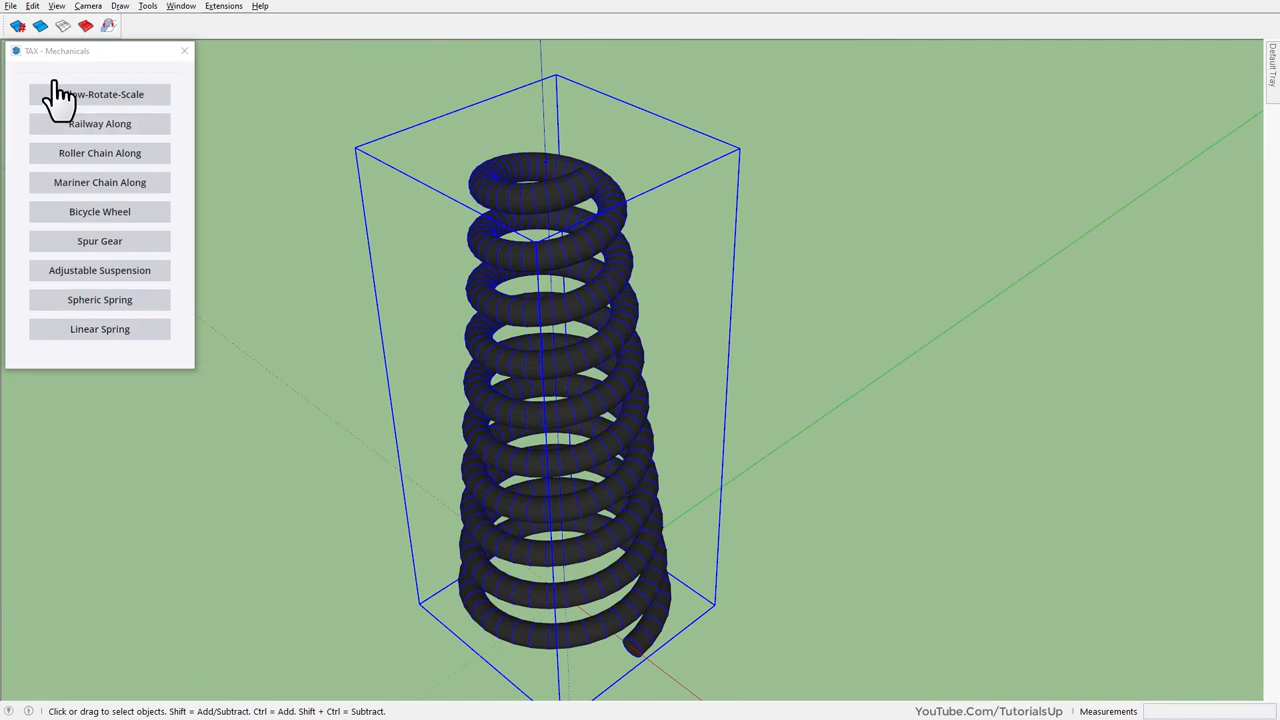 File Edit View Camera Draw Tools Window Extensions Help
TAX - Mechanicals
Default Tray
ow-Rotate-Scale
Railway Along
Roller Chain Along
Mariner Chain Along
Bicycle Wheel
Spur Gear
Adjustable Suspension
Spheric Spring
Linear Spring
Click or drag to select objects. Shift = Add/Subtract. Ctrl = Add. Shift + Ctrl = Subtract.
YouTube.Com/TutorialsUp
Measurements